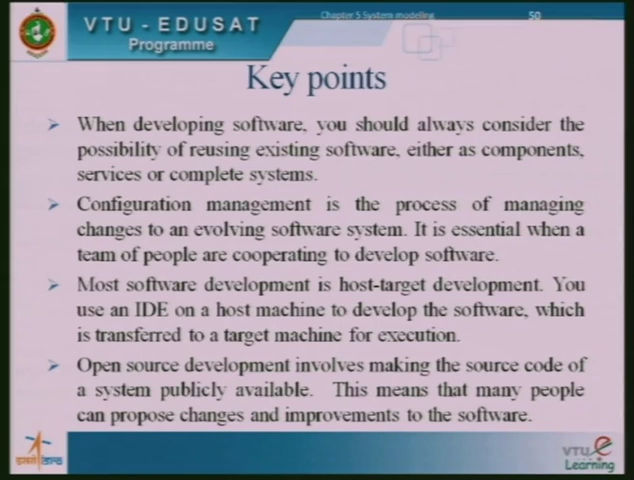 VTU - EDUSAT
Programme
Chapter 5 System modeling
50
Key points
When developing software, you should always consider the
possibility of reusing existing software, either as components,
services or complete systems.
Configuration management is the process of managing
changes to an evolving software system. It is essential when a
team of people are cooperating to develop software.
Most software development is host-target development. You
use an IDE on a host machine to develop the software, which
is transferred to a target machine for execution.
Open source development involves making the source code of
a system publicly available. This means that many people
can propose changes and improvements to the software.
VTU e
Learning